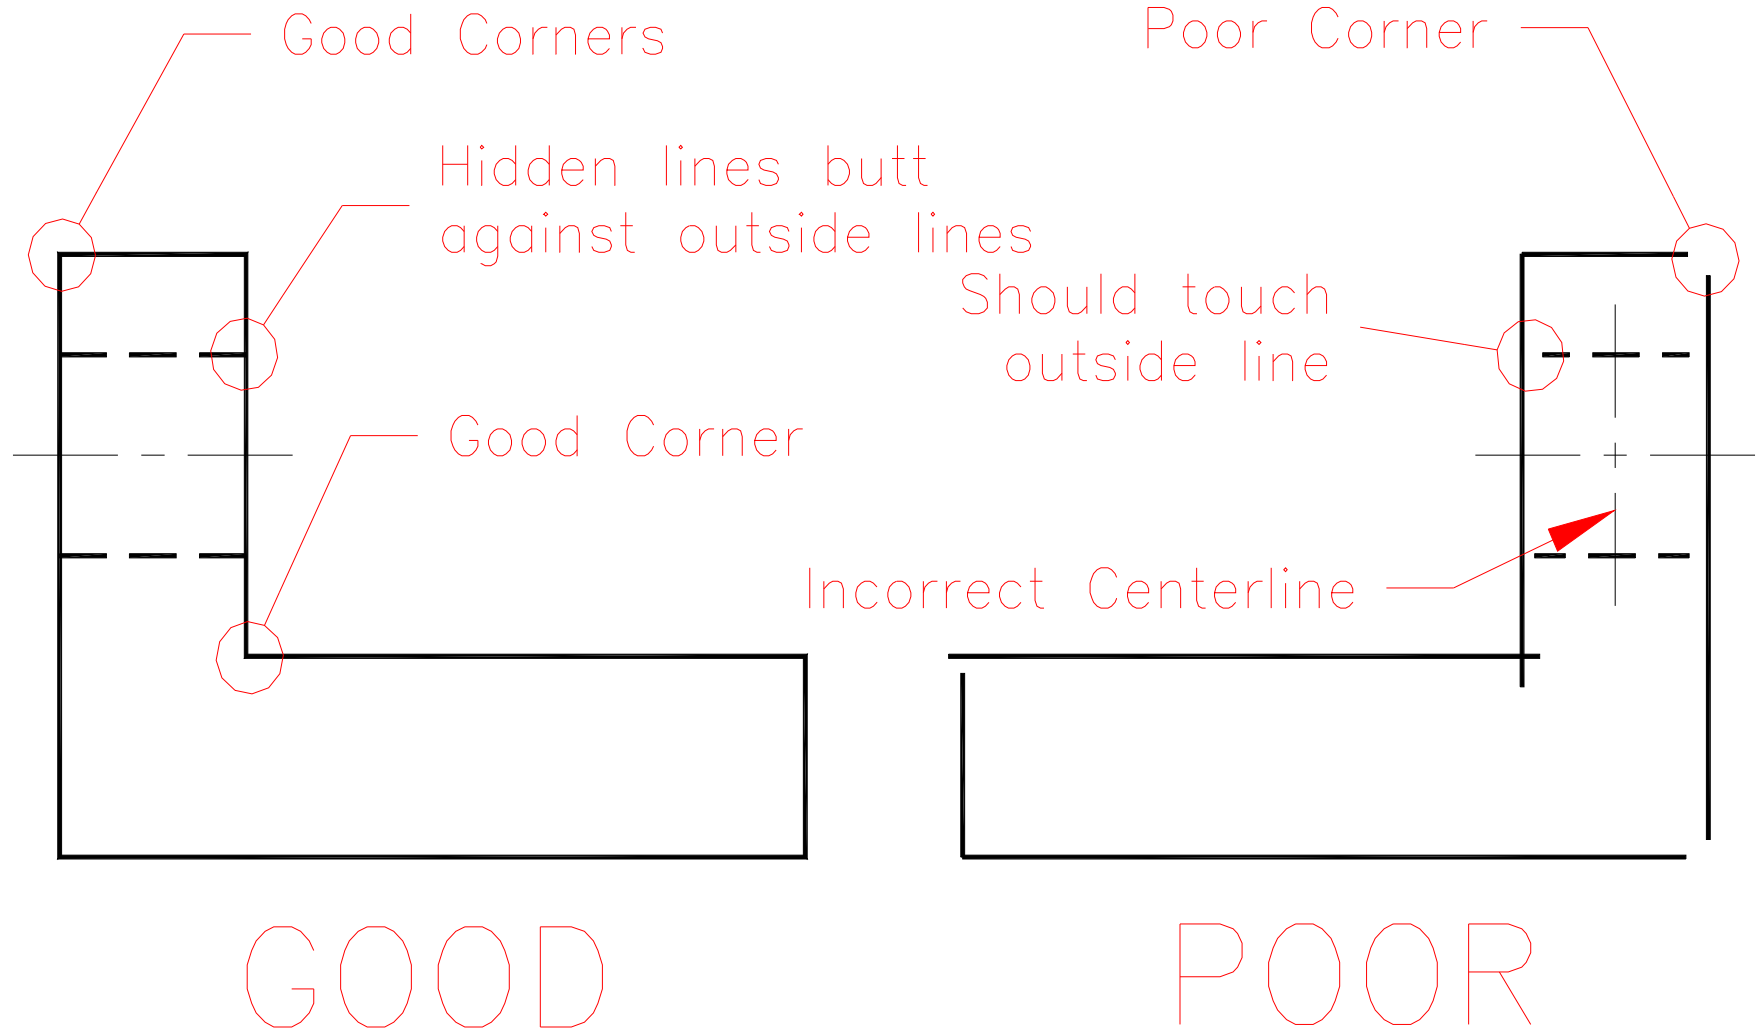 Good Corners
Poor Corner
Hidden lines butt
against outside lines
Should touch
outside line
Good Corner
Incorrect Centerline
GOOD
POOR